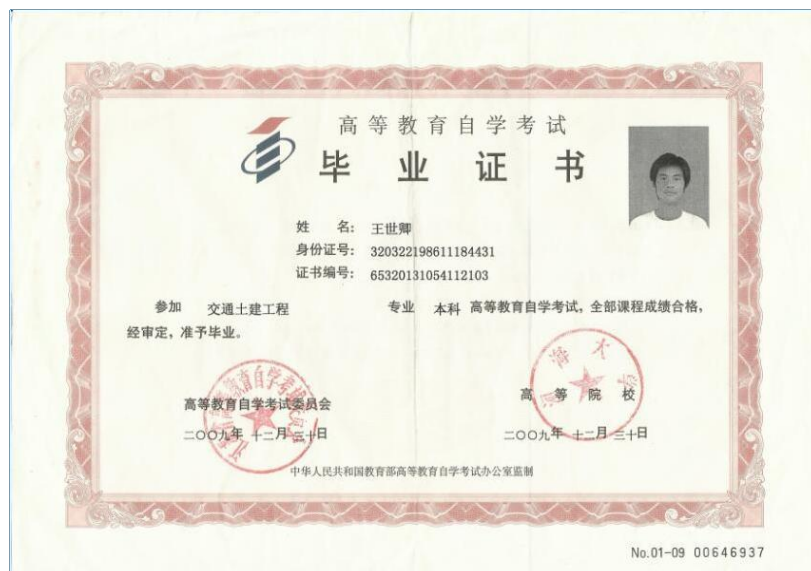 高等教育自学考试
毕业证书
姓 名: 王世卿
身份证号: 320322198611184431
证书编号: 65320131054112103
参加 交通土建工程 专业 本科 高等教育自学考试, 全部课程成绩合格,
经审定, 准予毕业。
高等教育自学考试委员会 高等院校
二〇〇九年 十二月 三十日 二〇〇九年 十二月 三十日
中华人民共和国教育部高等教育自学考试办公室监制
No.01-09 00646937